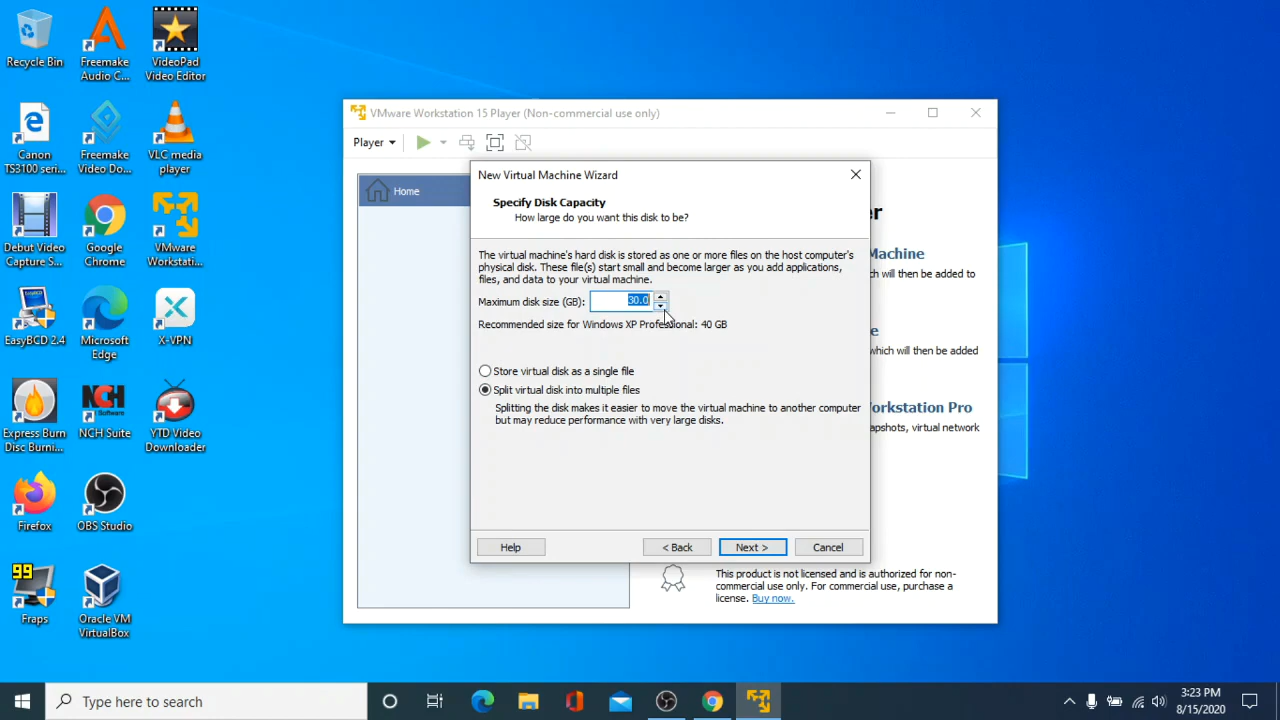 Recycle Bin
Freemake
Audio C...
VideoPad
Video Editor
Canon
TS3100 seri...
Freemake
Video Do...
VLC media
player
Debut Video
Capture S...
Google
Chrome
VMware
Workstati...
EasyBCD 2.4
Microsoft
Edge
X-VPN
Express Burn
Disc Burni...
NCH Software
NCH Suite
YTD Video
Downloader
Firefox
OBS Studio
99
Fraps
Oracle VM
VirtualBox
VMware Workstation 15 Player (Non-commercial use only)
Player
Home
New Virtual Machine Wizard
Specify Disk Capacity
How large do you want this disk to be?
The virtual machine's hard disk is stored as one or more files on the host computer's
physical disk. These file(s) start small and become larger as you add applications,
files, and data to your virtual machine.
Maximum disk size (GB): 30.0
Recommended size for Windows XP Professional: 40 GB
Store virtual disk as a single file
Split virtual disk into multiple files
Splitting the disk makes it easier to move the virtual machine to another computer
but may reduce performance with very large disks.
Help
< Back
Next >
Cancel
er
Machine
will then be added to
e
which will then be added
orkstation Pro
apshots, virtual network
This product is not licensed and is authorized for non-
commercial use only. For commercial use, purchase a
license. Buy now.
Type here to search
3:23 PM
8/15/2020